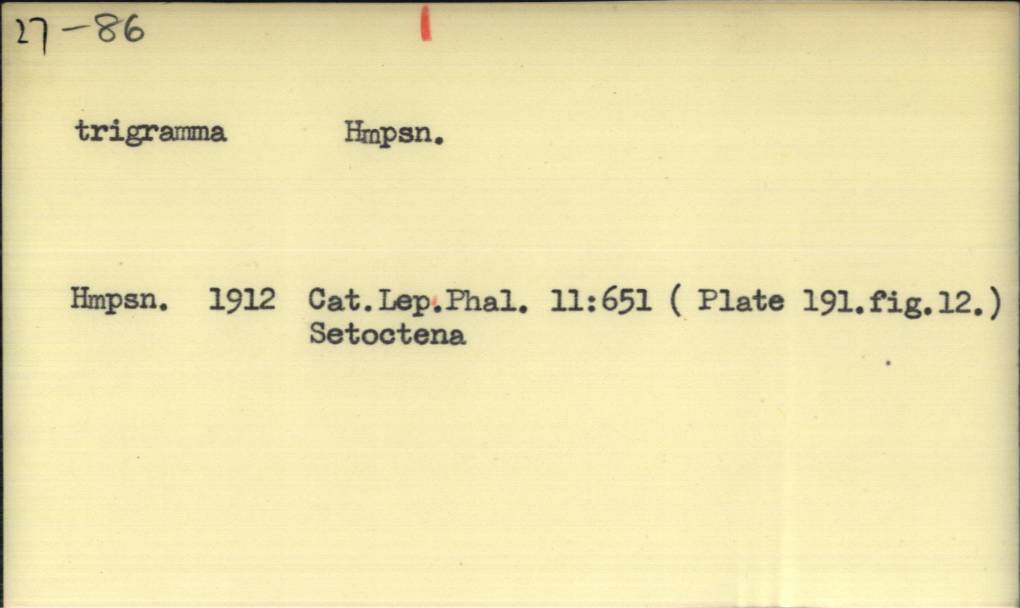 27-86
trigramma Hmpsn.
Hmpsn. 1912 Cat.Lep.Phal. 11:651 ( Plate 191.fig.12.)
Setoctena